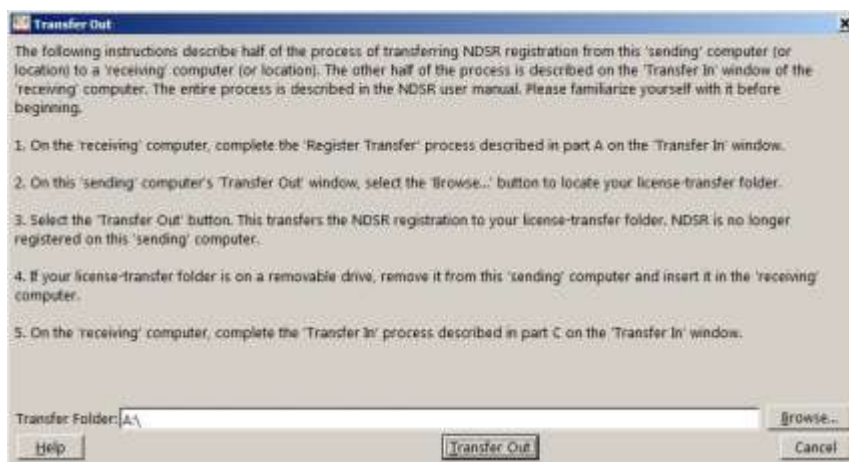 Transfer Out
The following instructions describe half of the process of transferring NDSR registration from this 'sending' computer (or
location) to a 'receiving' computer (or location). The other half of the process is described on the 'Transfer In' window of the
'receiving' computer. The entire process is described in the NDSR user manual. Please familiarize yourself with it before
beginning.
1. On the 'receiving' computer, complete the 'Register Transfer' process described in part A on the 'Transfer In' window.
2. On this 'sending' computer's 'Transfer Out' window, select the 'Browse...' button to locate your license-transfer folder.
3. Select the 'Transfer Out' button. This transfers the NDSR registration to your license-transfer folder. NDSR is no longer
registered on this 'sending' computer.
4. If your license-transfer folder is on a removable drive, remove it from this 'sending' computer and insert it in the 'receiving'
computer.
5. On the 'receiving' computer, complete the 'Transfer In' process described in part C on the 'Transfer In' window.
Transfer Folder: A:\ Browse...
Help Transfer Out Cancel